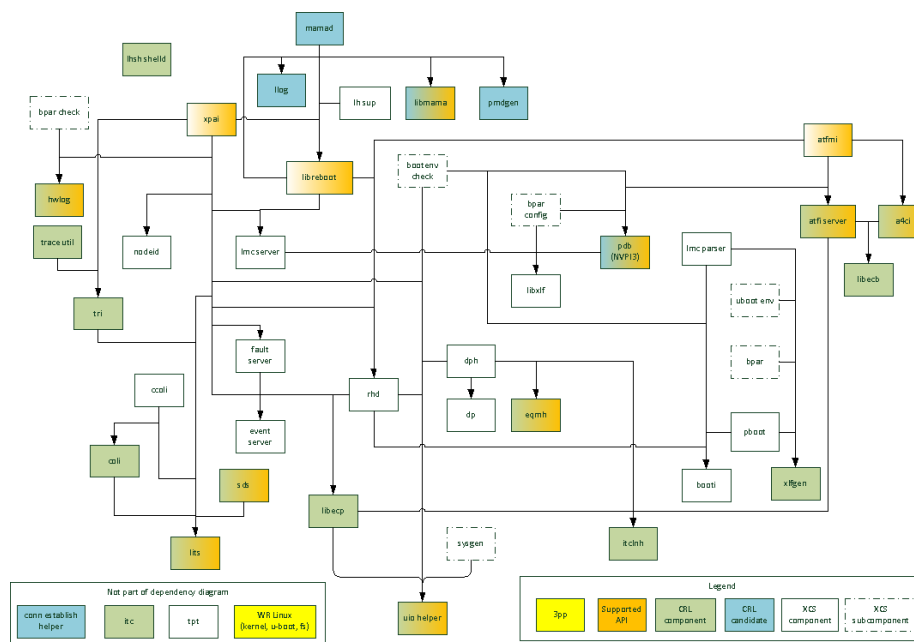 mamad
lhsh shelld
llog
lhsup
libmama
pmdgen
bpar check
xpai
atfmi
libreboot
bootenv
check
hwlog
bpar
config
atfi server
a4ci
trace util
nodeid
lmc server
pdb
(NVPI3)
lmc parser
libxlf
libecb
uboot env
tri
fault
server
dph
bpar
ccoli
rhd
dp
eqmh
event
server
pboot
coli
sds
booti
xlfgen
libecp
lits
sysgen
itclnh
uio helper
Not part of dependency diagram
conn establish
helper
itc
tpt
WR Linux
(kernel, u-boot, fs)
Legend
3pp
Supported
API
CRL
component
CRL
candidate
XCS
component
XCS
subcomponent